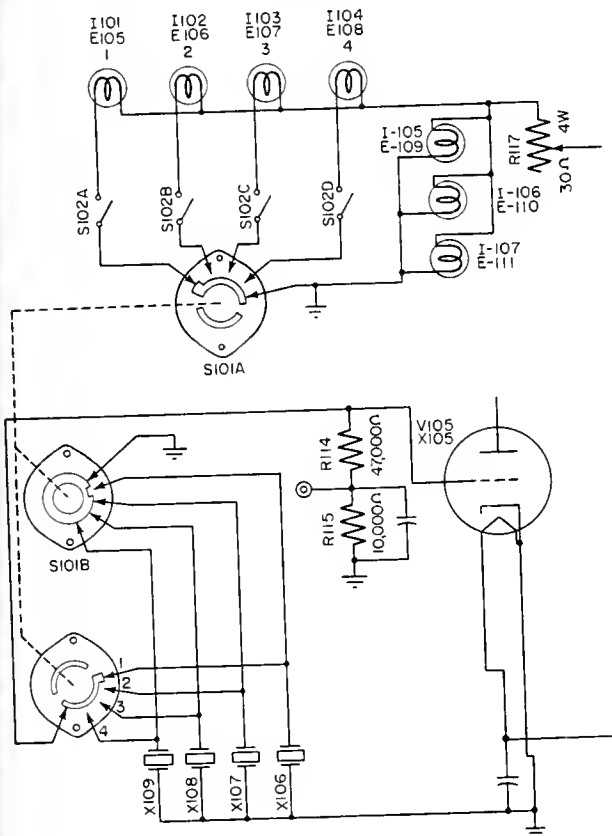 I101
E105
1
I102
E106
2
I103
E107
3
I104
E108
4
I-105
E-109
I-106
E-110
I-107
E-111
R117
30Ω
4W
S102A
S102B
S102C
S102D
S101A
S101B
R114
47,000Ω
R115
10,000Ω
V105
X105
1
2
3
4
X109
X108
X107
X106